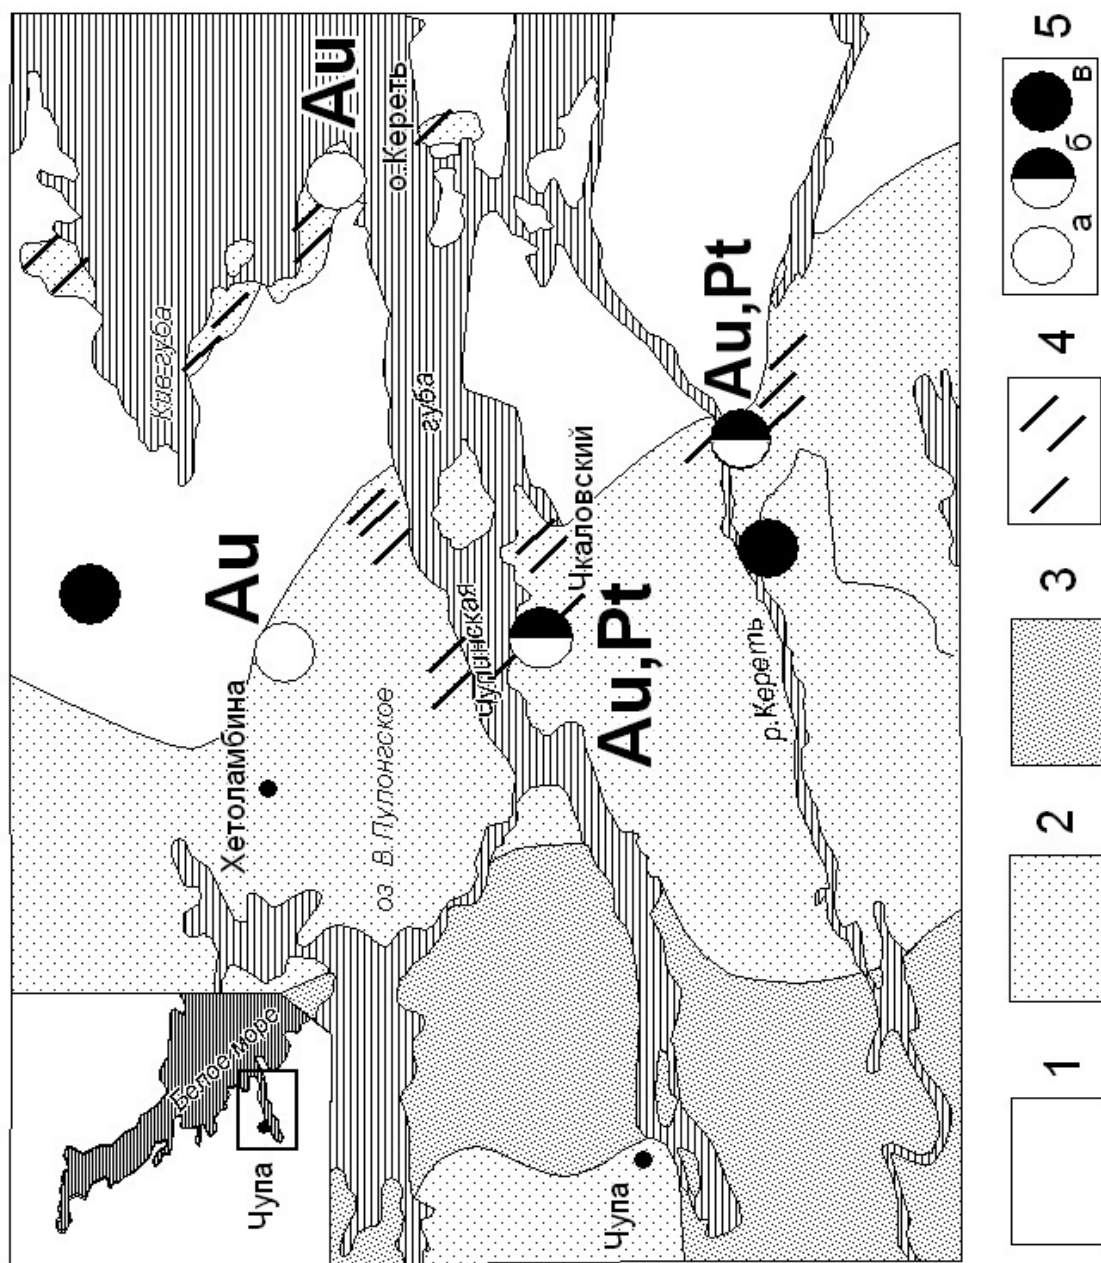 Белое море
Чупа
Кив-губа
Хетоламбина
Au
Au
оз. В.Пулонгское
о.Кереть
Чупинская
губа
Чкаловский
Чупа
Au,Pt
Au,Pt
р.Кереть
1
2
3
4
5
а
б
в